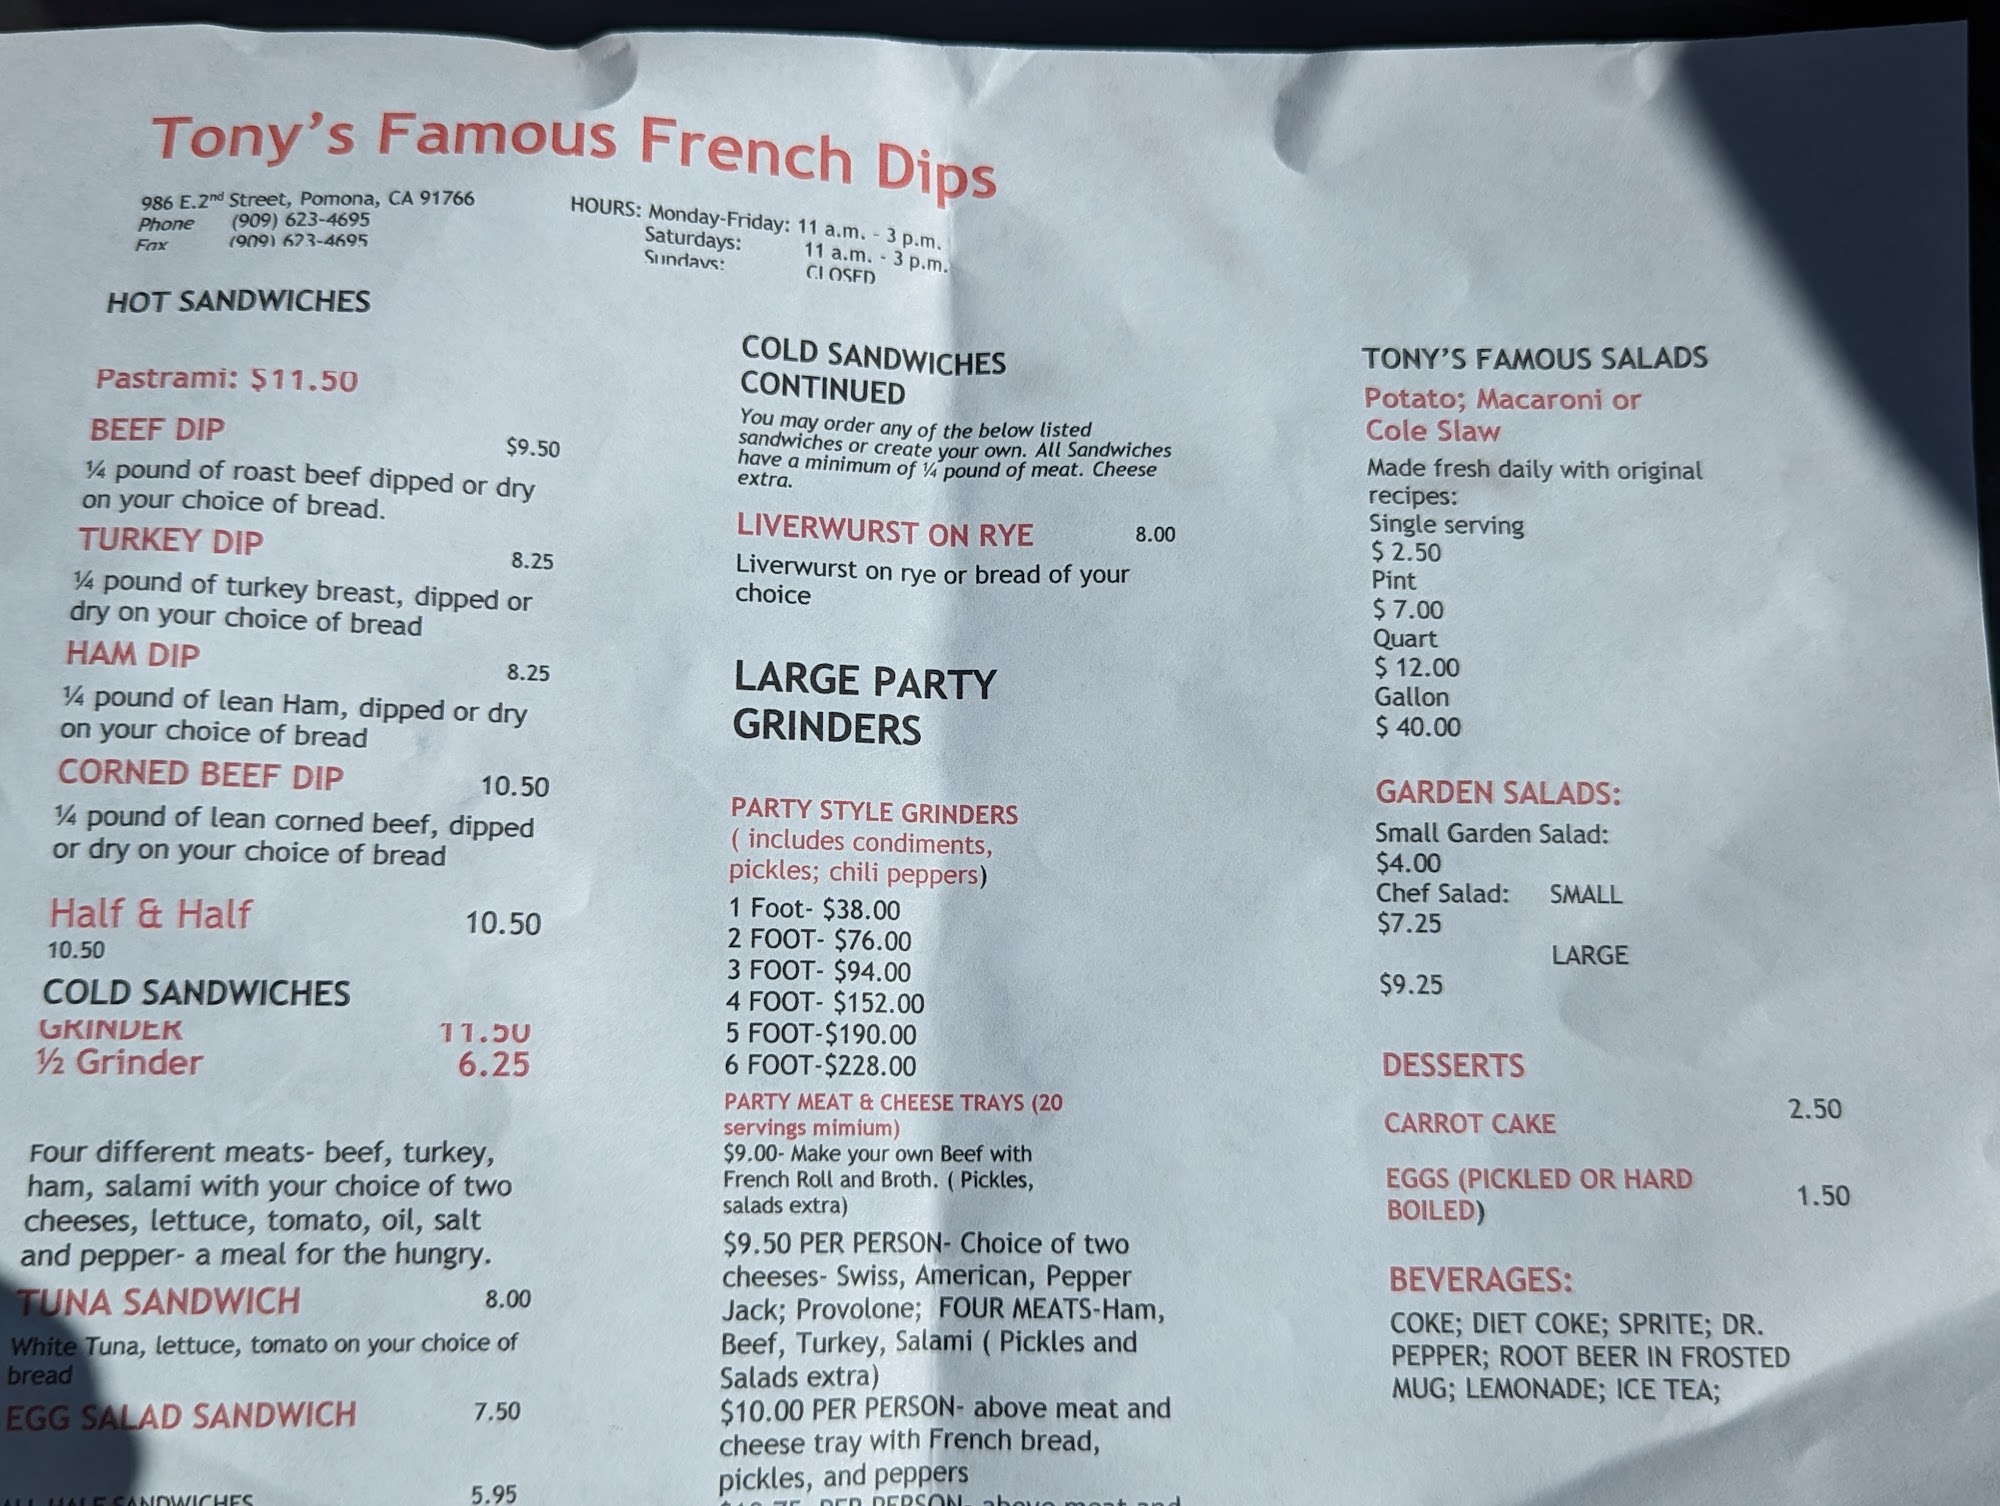 Tony's Famous French Dips
986 E.2nd Street, Pomona, CA 91766
Phone (909) 623-4695
Fax (909) 623-4695
HOURS: Monday-Friday: 11 a.m. - 3 p.m.
Saturdays: 11 a.m. - 3 p.m.
Sundays: CLOSED
HOT SANDWICHES
Pastrami: $11.50
BEEF DIP $9.50
¼ pound of roast beef dipped or dry
on your choice of bread.
TURKEY DIP 8.25
¼ pound of turkey breast, dipped or
dry on your choice of bread
HAM DIP 8.25
¼ pound of lean Ham, dipped or dry
on your choice of bread
CORNED BEEF DIP 10.50
¼ pound of lean corned beef, dipped
or dry on your choice of bread
Half & Half 10.50
10.50
COLD SANDWICHES
GRINDER 11.50
½ Grinder 6.25
Four different meats- beef, turkey,
ham, salami with your choice of two
cheeses, lettuce, tomato, oil, salt
and pepper- a meal for the hungry.
TUNA SANDWICH 8.00
White Tuna, lettuce, tomato on your choice of
bread
EGG SALAD SANDWICH 7.50
ALL HALF SANDWICHES 5.95
COLD SANDWICHES
CONTINUED
You may order any of the below listed
sandwiches or create your own. All Sandwiches
have a minimum of ¼ pound of meat. Cheese
extra.
LIVERWURST ON RYE 8.00
Liverwurst on rye or bread of your
choice
LARGE PARTY
GRINDERS
PARTY STYLE GRINDERS
( includes condiments,
pickles; chili peppers)
1 Foot- $38.00
2 FOOT- $76.00
3 FOOT- $94.00
4 FOOT- $152.00
5 FOOT-$190.00
6 FOOT-$228.00
PARTY MEAT & CHEESE TRAYS (20
servings mimium)
$9.00- Make your own Beef with
French Roll and Broth. ( Pickles,
salads extra)
$9.50 PER PERSON- Choice of two
cheeses- Swiss, American, Pepper
Jack; Provolone; FOUR MEATS-Ham,
Beef, Turkey, Salami ( Pickles and
Salads extra)
$10.00 PER PERSON- above meat and
cheese tray with French bread,
pickles, and peppers
PER PERSON- above meat and
TONY'S FAMOUS SALADS
Potato; Macaroni or
Cole Slaw
Made fresh daily with original
recipes:
Single serving
$ 2.50
Pint
$ 7.00
Quart
$ 12.00
Gallon
$ 40.00
GARDEN SALADS:
Small Garden Salad:
$4.00
Chef Salad: SMALL
$7.25
LARGE
$9.25
DESSERTS
CARROT CAKE 2.50
EGGS (PICKLED OR HARD
BOILED) 1.50
BEVERAGES:
COKE; DIET COKE; SPRITE; DR.
PEPPER; ROOT BEER IN FROSTED
MUG; LEMONADE; ICE TEA;